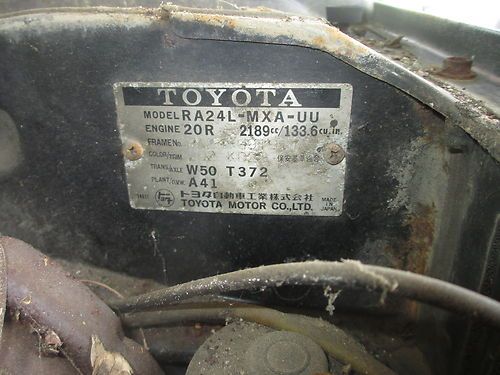 TOYOTA
MODEL RA24L-MXA-UU
ENGINE 20R 2189cc/133.6cu.in.
FRAME No.
COLOR/TRIM
TRANS/AXLE W50 T372
PLANT/ A41
トヨタ自動車工業株式会社
TOYOTA MOTOR CO.,LTD.
MADE IN JAPAN